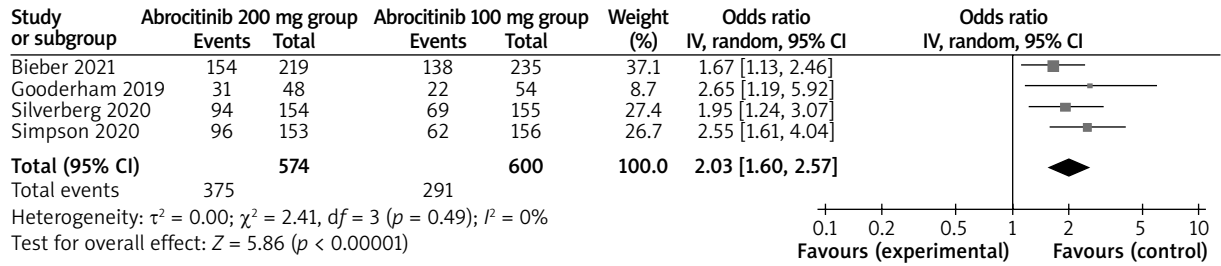 Study Abrocitinib 200 mg group Abrocitinib 100 mg group Weight Odds ratio Odds ratio
or subgroup Events Total Events Total (%) IV, random, 95% CI IV, random, 95% CI
Bieber 2021 154 219 138 235 37.1 1.67 [1.13, 2.46]
Gooderham 2019 31 48 22 54 8.7 2.65 [1.19, 5.92]
Silverberg 2020 94 154 69 155 27.4 1.95 [1.24, 3.07]
Simpson 2020 96 153 62 156 26.7 2.55 [1.61, 4.04]
Total (95% CI) 574 600 100.0 2.03 [1.60, 2.57]
Total events 375 291
Heterogeneity: τ² = 0.00; χ² = 2.41, df = 3 (p = 0.49); I² = 0%
Test for overall effect: Z = 5.86 (p < 0.00001)
0.1 0.2 0.5 1 2 5 10
Favours (experimental) Favours (control)